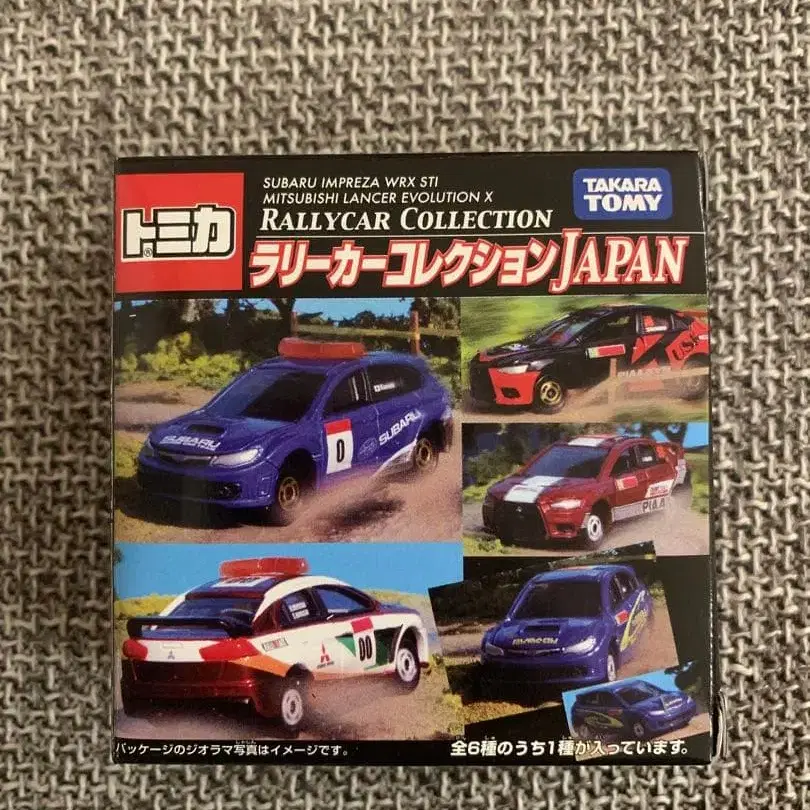 SUBARU IMPREZA WRX STI
MITSUBISHI LANCER EVOLUTION X
RALLYCAR COLLECTION
トミカ®
ラリーカーコレクションJAPAN
TAKARA
TOMY
SUBARU
0
SUBARU
PIAA
00
パッケージのジオラマ写真はイメージです。
全6種のうち1種が入っています。